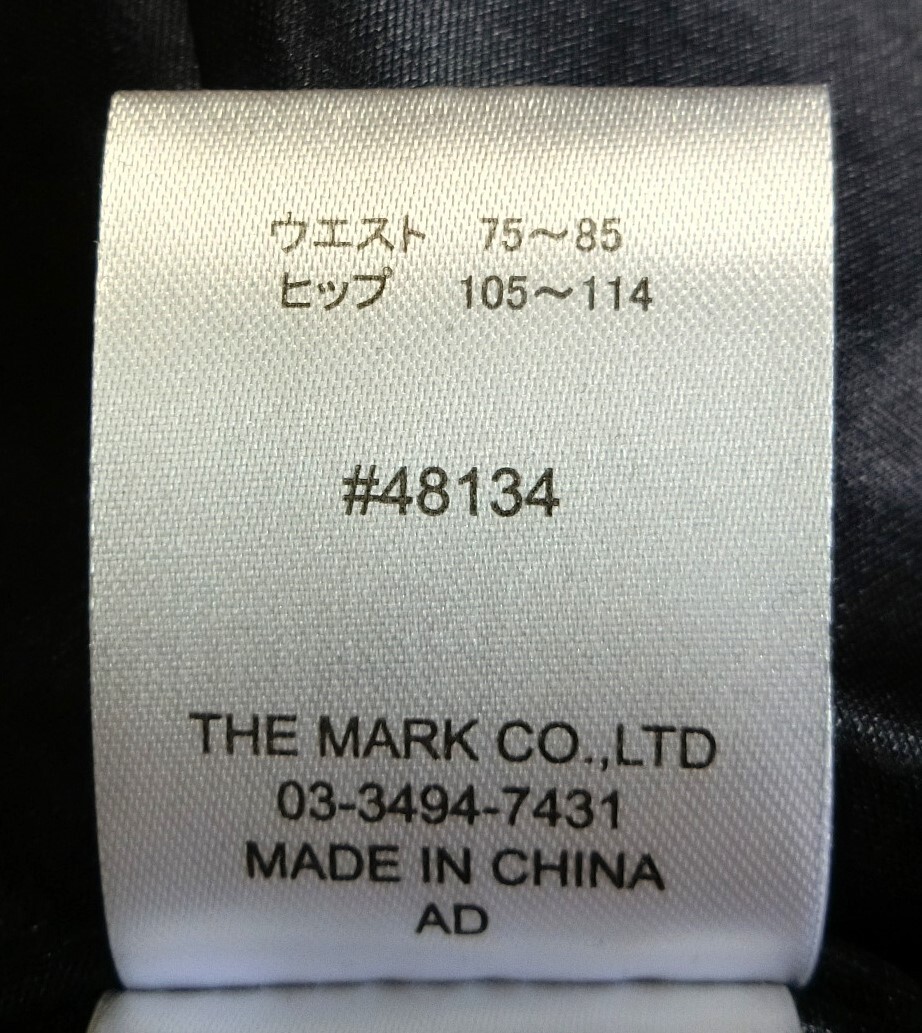 ウエスト 75～85
ヒップ 105～114
#48134
THE MARK CO.,LTD
03-3494-7431
MADE IN CHINA
AD